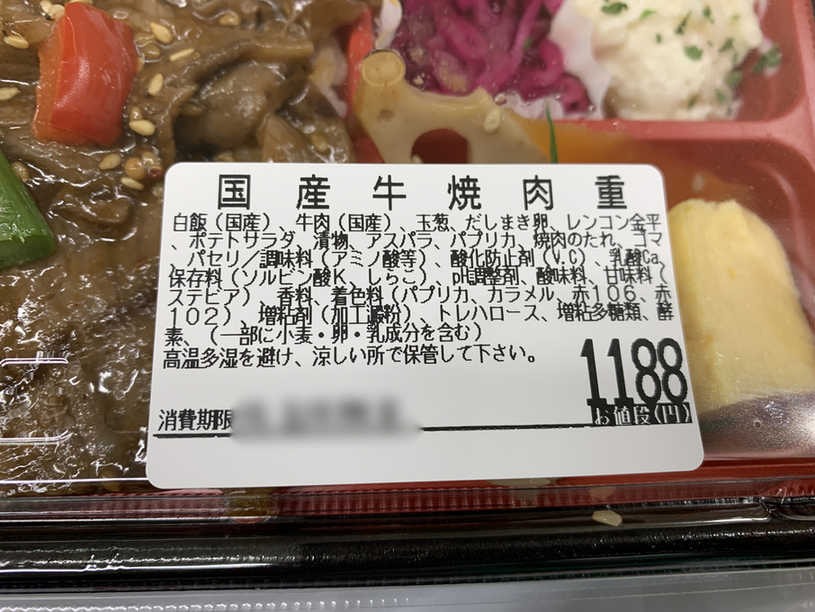 国産牛焼肉重
白飯(国産)、牛肉(国産)、玉葱、だしまき卵、レンコン金平
、ポテトサラダ、漬物、アスパラ、パプリカ、焼肉のたれ、ゴマ
、パセリ/調味料(アミノ酸等)、酸化防止剤(V.C)、乳酸Ca、
保存料(ソルビン酸K、しらこ)、pH調整剤、酸味料、甘味料(
ステビア)、香料、着色料(パプリカ、カラメル、赤106、赤
102)、増粘剤(加工澱粉)、トレハロース、増粘多糖類、酵
素、(一部に小麦・卵・乳成分を含む)
高温多湿を避け、涼しい所で保管して下さい。
1188
お値段(円)
消費期限